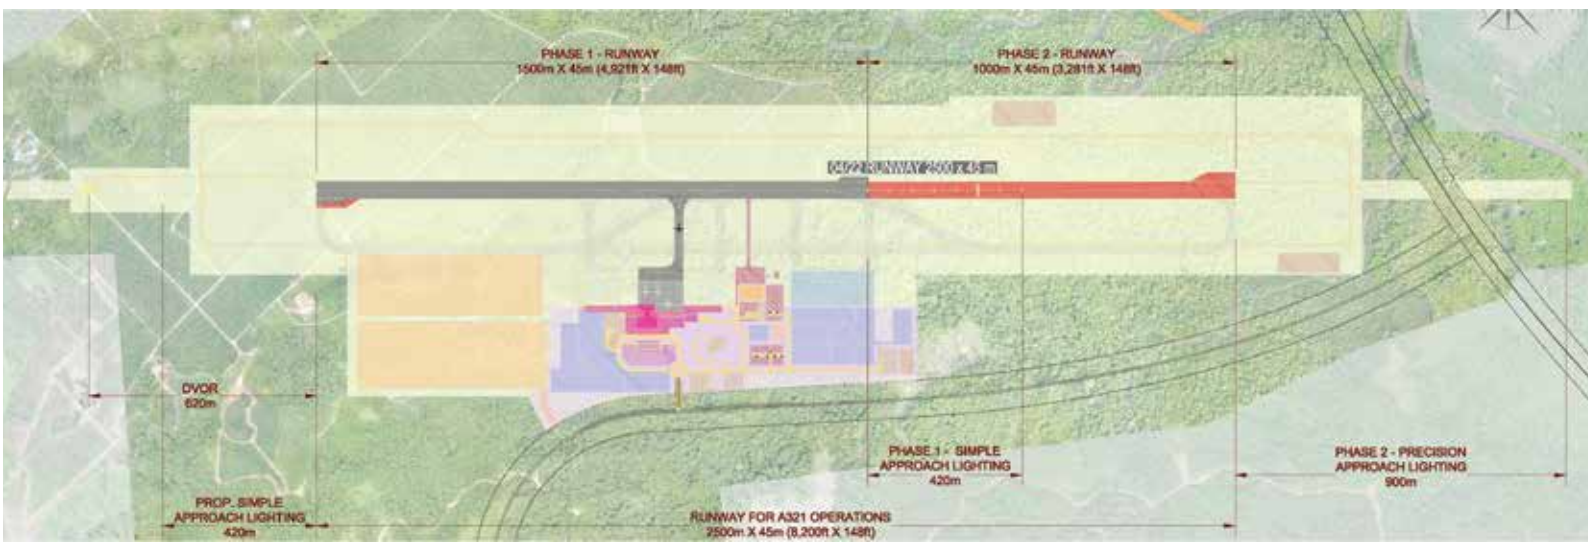 PHASE 1 - RUNWAY
1500m X 45m (4,921ft X 148ft)
PHASE 2 - RUNWAY
1000m X 45m (3,281ft X 148ft)
04/22 RUNWAY 2500 x 45 m
DVOR
620m
PHASE 1 - SIMPLE
APPROACH LIGHTING
420m
PHASE 2 - PRECISION
APPROACH LIGHTING
900m
PROP. SIMPLE
APPROACH LIGHTING
420m
RUNWAY FOR A321 OPERATIONS
2500m X 45m (8,200ft X 148ft)